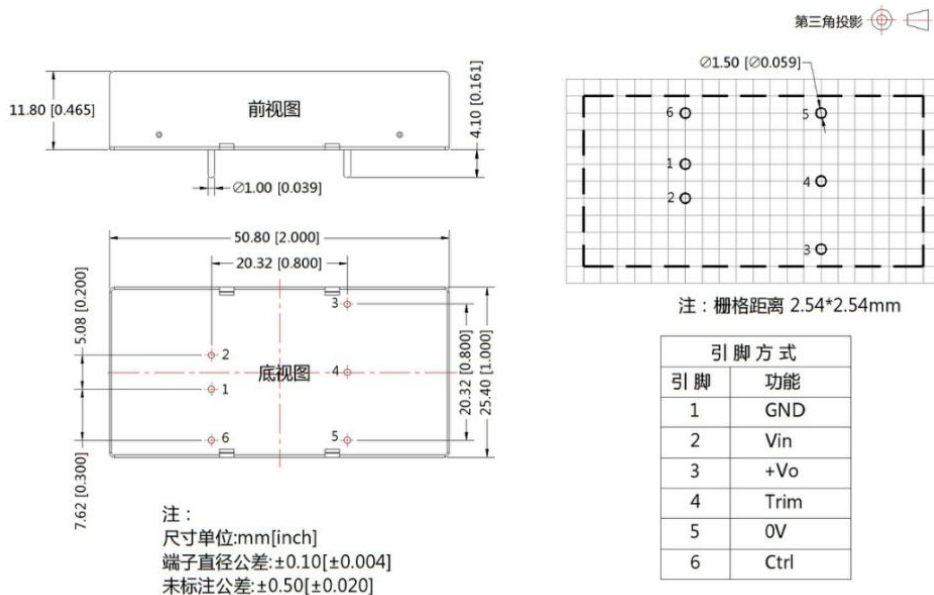 第三角投影
11.80 [0.465]
前视图
4.10 [0.161]
∅1.00 [0.039]
50.80 [2.000]
20.32 [0.800]
5.08 [0.200]
7.62 [0.300]
2
1
6
3
4
5
底视图
20.32 [0.800]
25.40 [1.000]
注：
尺寸单位:mm[inch]
端子直径公差:±0.10[±0.004]
未标注公差:±0.50[±0.020]
∅1.50 [∅0.059]
6
5
1
4
2
3
注：栅格距离 2.54*2.54mm
引脚方式
引脚 功能
1 GND
2 Vin
3 +Vo
4 Trim
5 0V
6 Ctrl